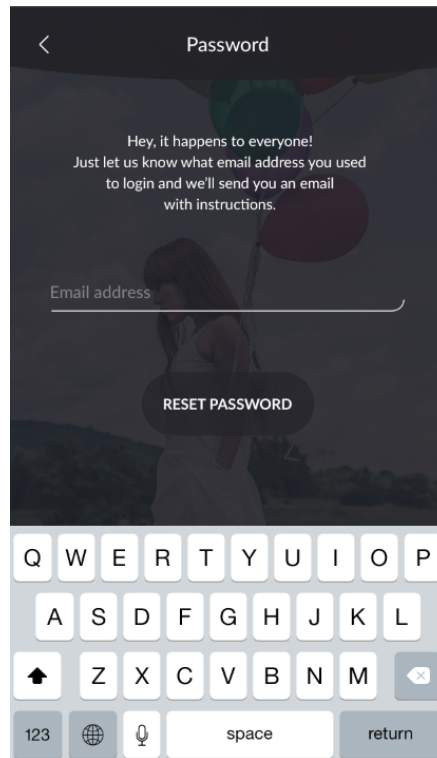 Password
Hey, it happens to everyone!
Just let us know what email address you used
to login and we'll send you an email
with instructions.
Email address
RESET PASSWORD
Q W E R T Y U I O P
A S D F G H J K L
Z X C V B N M
123 space return